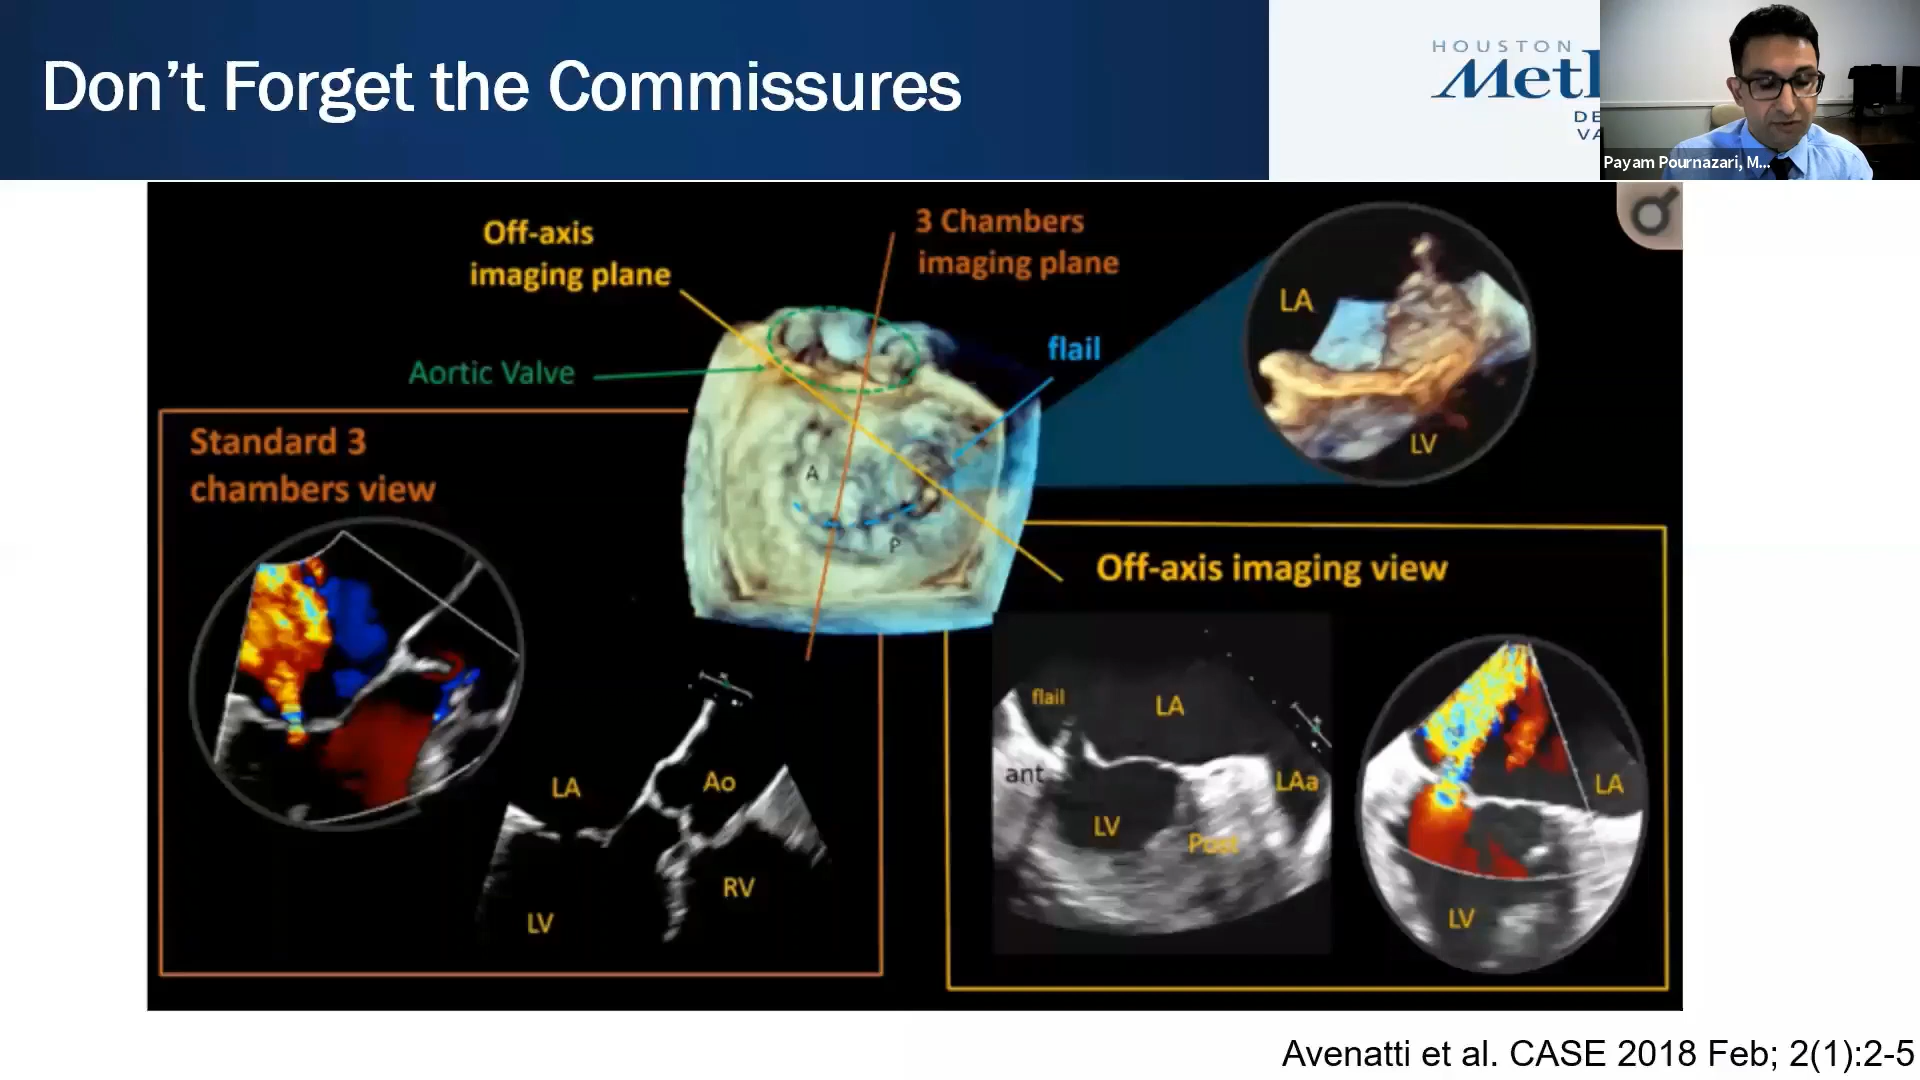 Don't Forget the Commissures
HOUSTON
Payam Pournazari, M...
Off-axis
imaging plane
3 Chambers
imaging plane
Aortic Valve
flail
LA
LV
A
P
Standard 3
chambers view
LA
Ao
LV
RV
Off-axis imaging view
flail
LA
ant
LAa
LV
Post
LA
LV
Avenatti et al. CASE 2018 Feb; 2(1):2-5